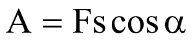 A = Fs cos α